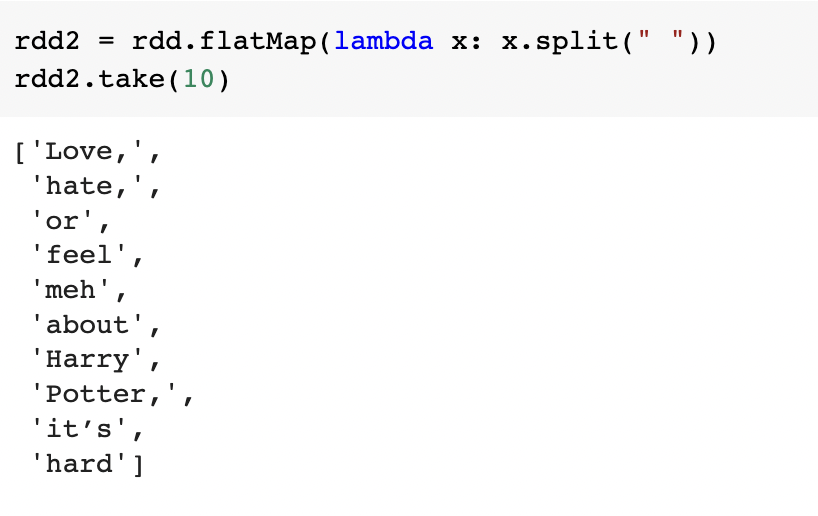 rdd2 = rdd.flatMap(lambda x: x.split(" "))
rdd2.take(10)
['Love,',
'hate,',
'or',
'feel',
'meh',
'about',
'Harry',
'Potter,',
'it’s',
'hard']